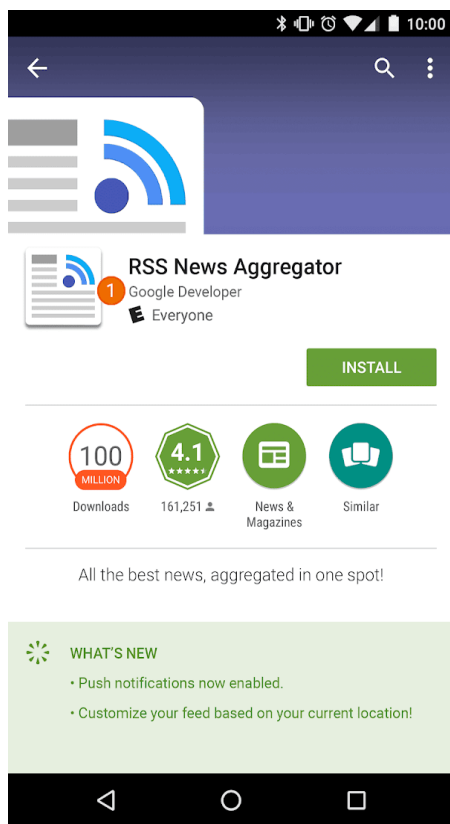 10:00
RSS News Aggregator
1
Google Developer
E Everyone
INSTALL
100
MILLION
Downloads
4.1
161,251
News &
Magazines
Similar
All the best news, aggregated in one spot!
WHAT'S NEW
• Push notifications now enabled.
• Customize your feed based on your current location!